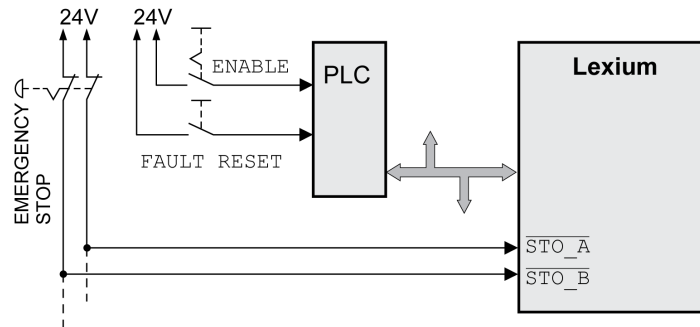 24V
24V
ENABLE
PLC
Lexium
FAULT RESET
EMERGENCY
STOP
STO_A
STO_B